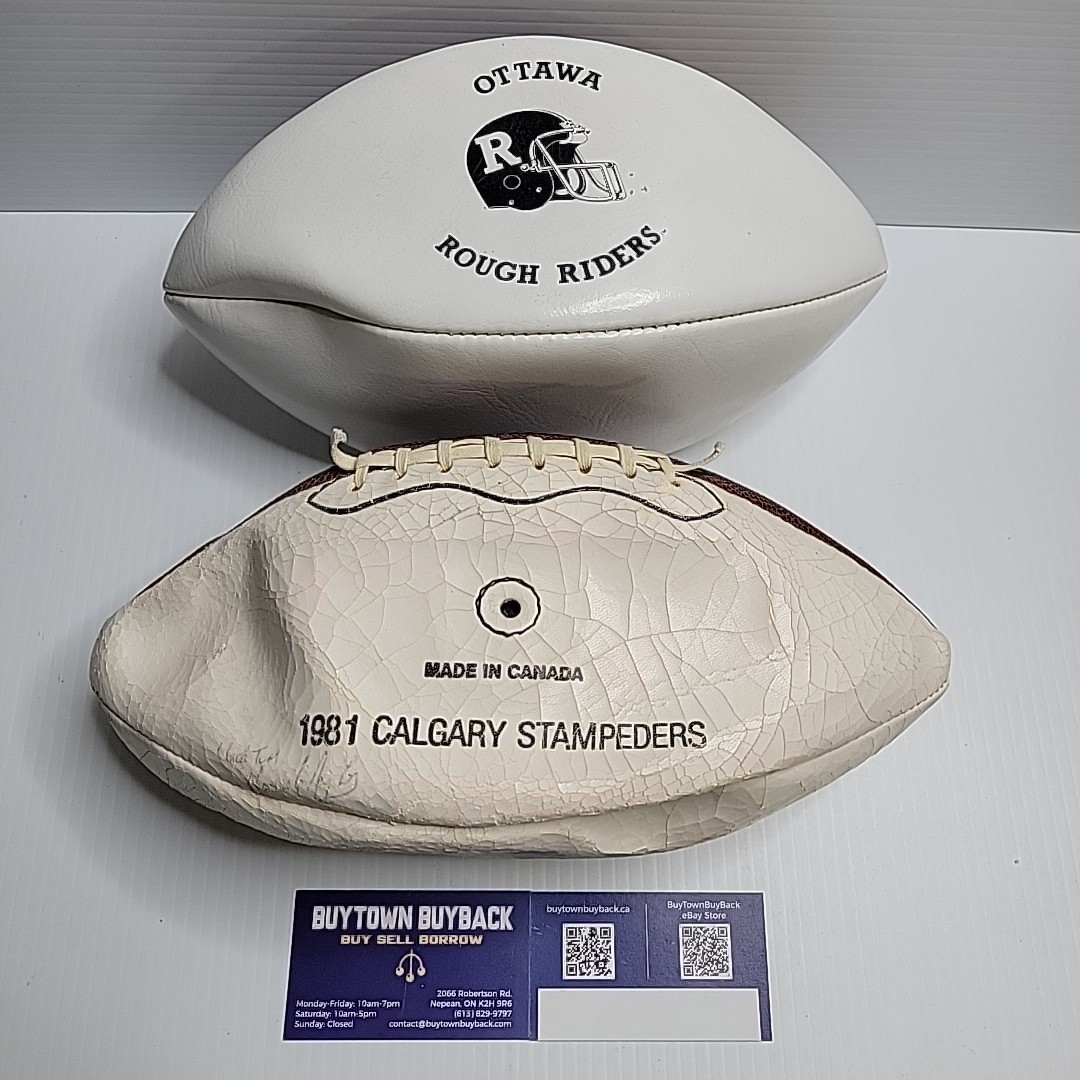 OTTAWA
R
ROUGH RIDERS
MADE IN CANADA
1981 CALGARY STAMPEDERS
BUYTOWN BUYBACK
BUY SELL BORROW
Monday-Friday: 10am-7pm
Saturday: 10am-5pm
Sunday: Closed
2066 Robertson Rd.
Nepean, ON K2H 9R6
(613) 829-9797
contact@buytownbuyback.com
buytownbuyback.ca
BuyTownBuyBack
eBay Store